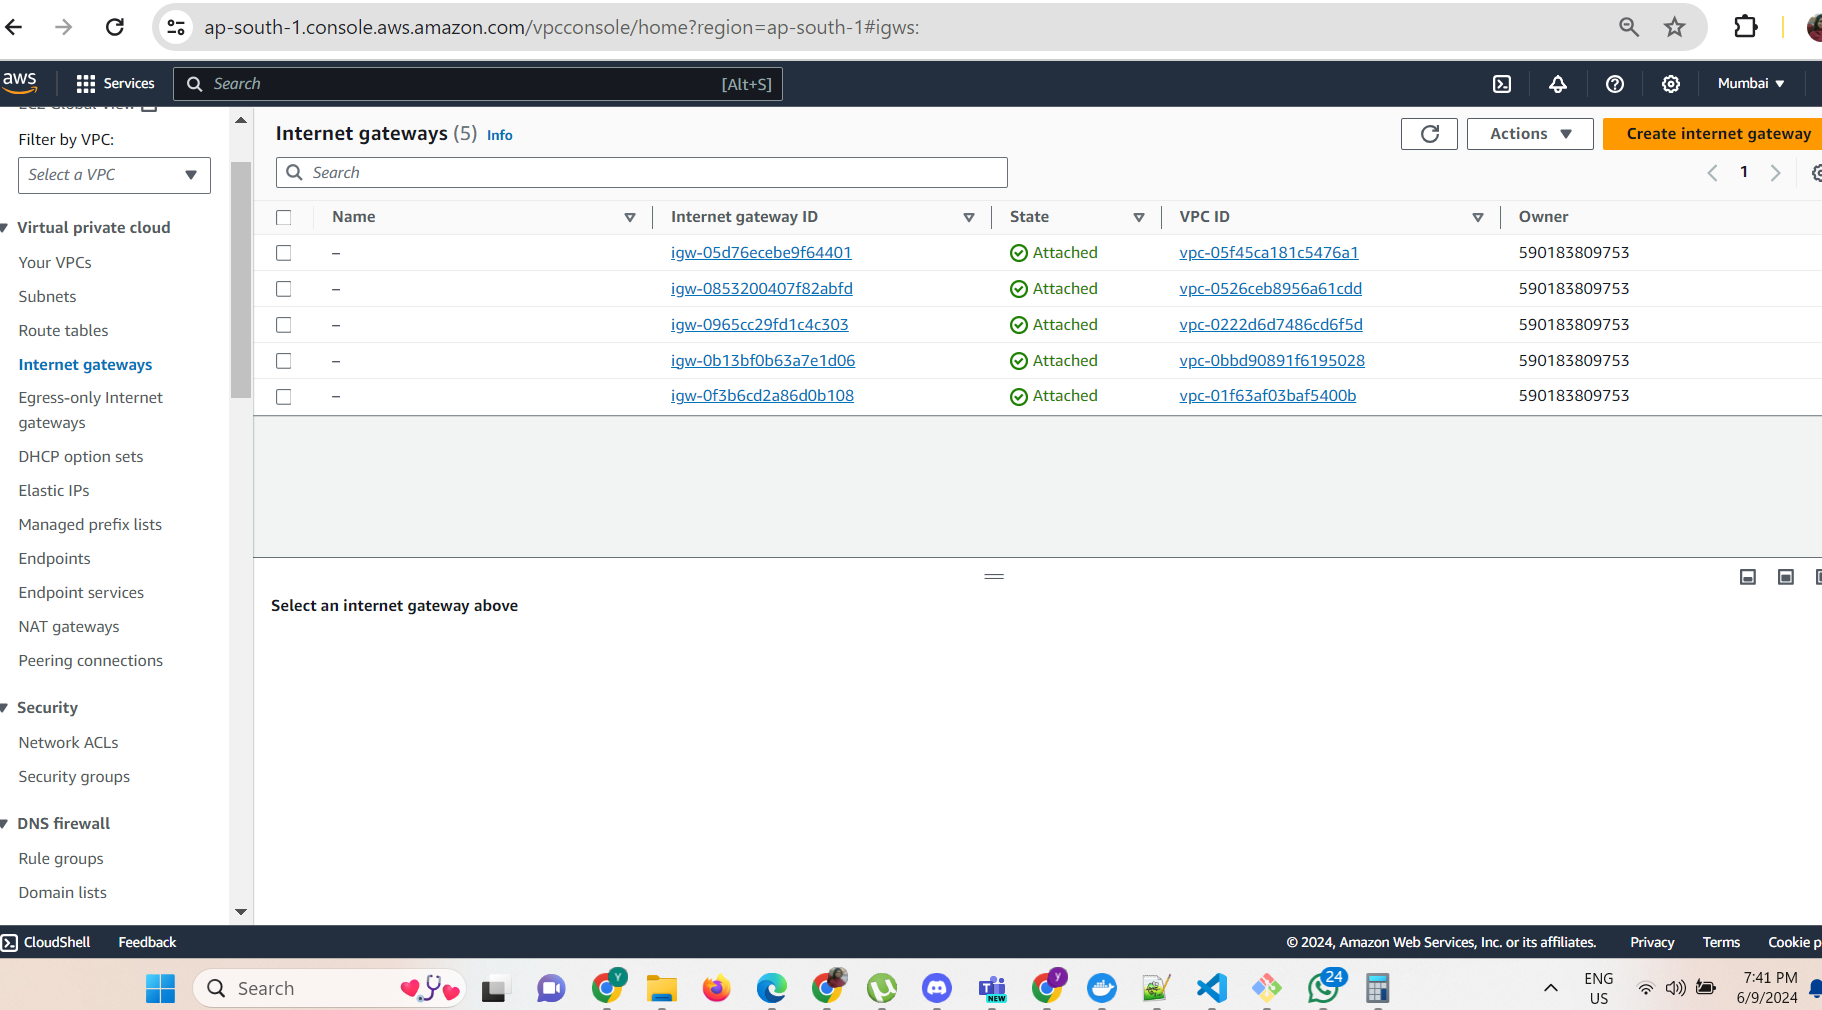 ap-south-1.console.aws.amazon.com/vpcconsole/home?region=ap-south-1#igws:
aws
Services
Search
[Alt+S]
Mumbai
EC2 Global View
Filter by VPC:
Select a VPC
Virtual private cloud
Your VPCs
Subnets
Route tables
Internet gateways
Egress-only Internet
gateways
DHCP option sets
Elastic IPs
Managed prefix lists
Endpoints
Endpoint services
NAT gateways
Peering connections
Security
Network ACLs
Security groups
DNS firewall
Rule groups
Domain lists
Internet gateways (5) Info
Actions
Create internet gateway
Search
1
Name Internet gateway ID State VPC ID Owner
– igw-05d76ecebe9f64401 Attached vpc-05f45ca181c5476a1 590183809753
– igw-0853200407f82abfd Attached vpc-0526ceb8956a61cdd 590183809753
– igw-0965cc29fd1c4c303 Attached vpc-0222d6d7486cd6f5d 590183809753
– igw-0b13bf0b63a7e1d06 Attached vpc-0bbd90891f6195028 590183809753
– igw-0f3b6cd2a86d0b108 Attached vpc-01f63af03baf5400b 590183809753
Select an internet gateway above
CloudShell
Feedback
© 2024, Amazon Web Services, Inc. or its affiliates.
Privacy
Terms
Cookie p
Search
Y
NEW
y
24
ENG
US
7:41 PM
6/9/2024